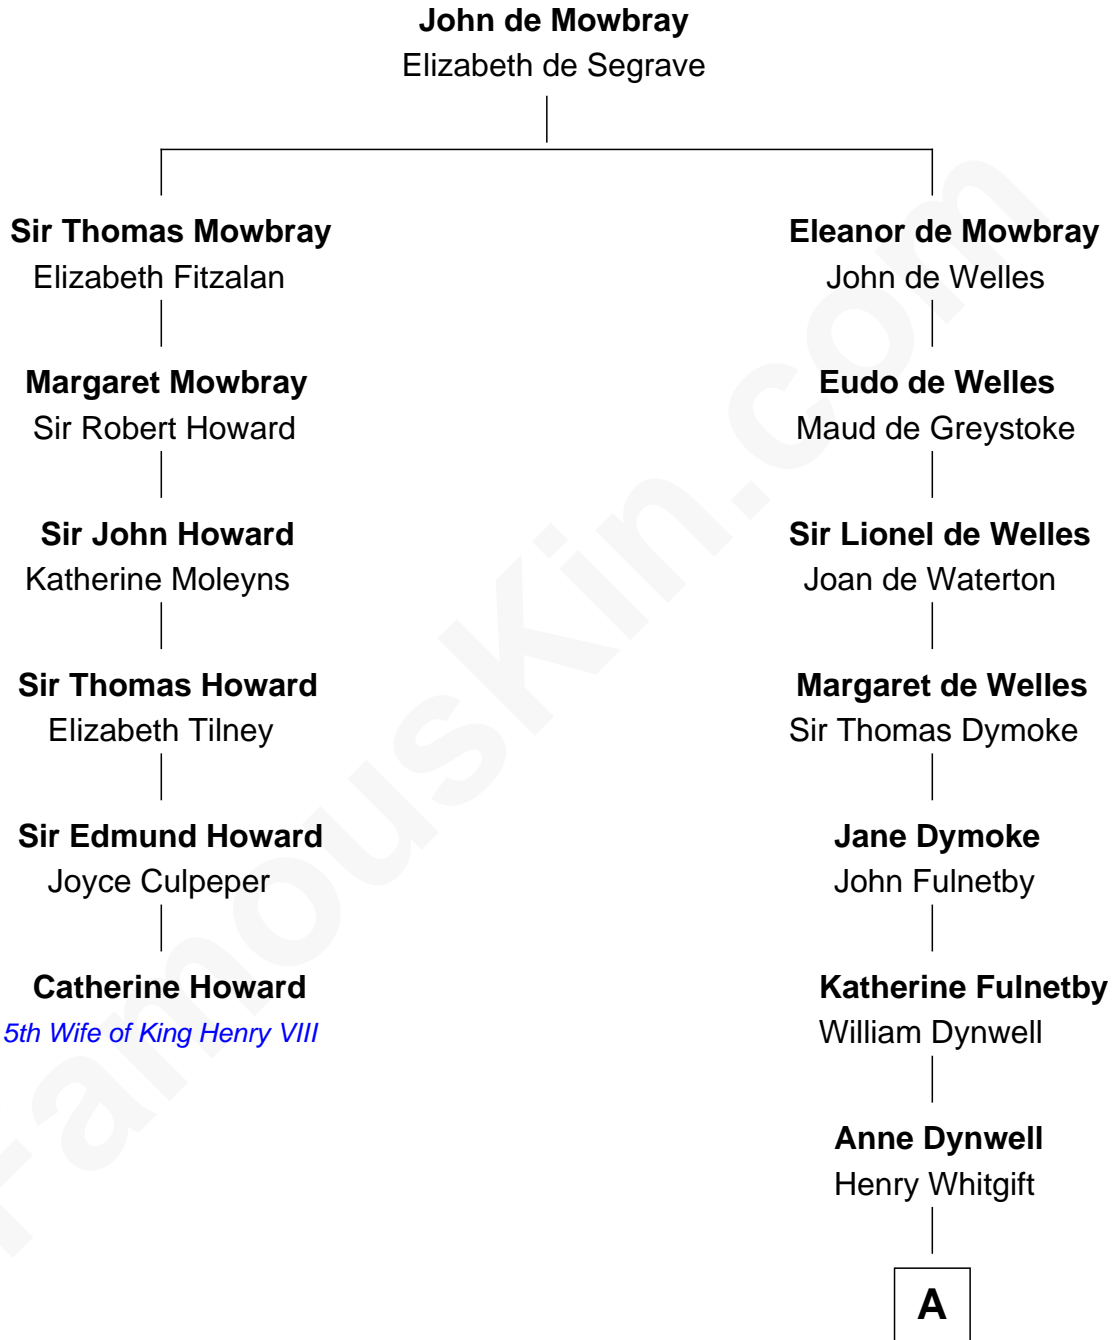 John de Mowbray
Elizabeth de Segrave
Sir Thomas Mowbray
Elizabeth Fitzalan
Margaret Mowbray
Sir Robert Howard
Sir John Howard
Katherine Moleyns
Sir Thomas Howard
Elizabeth Tilney
Sir Edmund Howard
Joyce Culpeper
Catherine Howard
5th Wife of King Henry VIII
Eleanor de Mowbray
John de Welles
Eudo de Welles
Maud de Greystoke
Sir Lionel de Welles
Joan de Waterton
Margaret de Welles
Sir Thomas Dymoke
Jane Dymoke
John Fulnetby
Katherine Fulnetby
William Dynwell
Anne Dynwell
Henry Whitgift
A
FamousKin.com